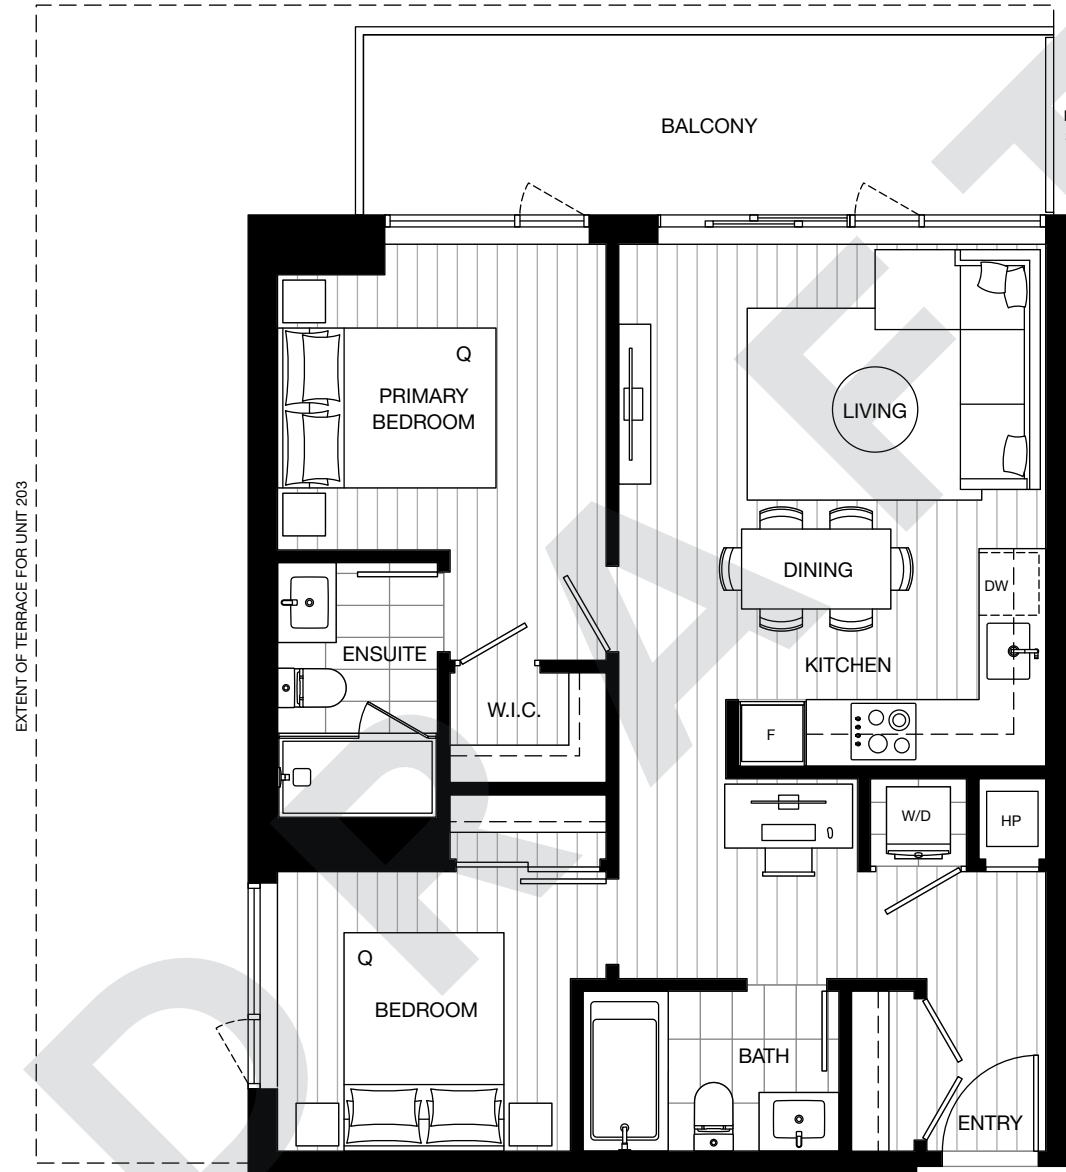 BALCONY
Q
PRIMARY
BEDROOM
LIVING
EXTENT OF TERRACE FOR UNIT 203
DINING
DW
ENSUITE
KITCHEN
W.I.C.
F
W/D
HP
Q
BEDROOM
BATH
ENTRY
DRAFT